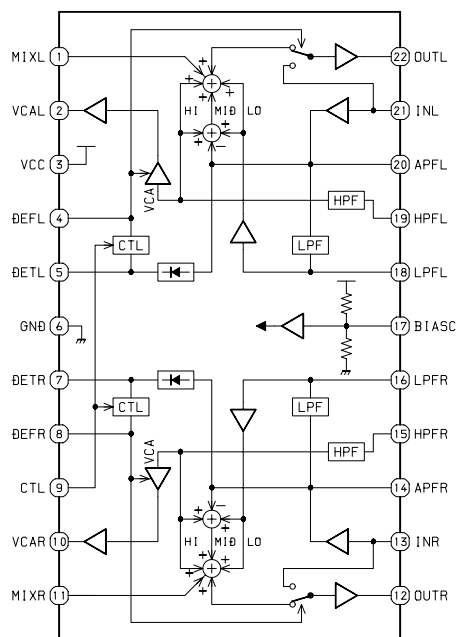 MIXL 1 22 OUTL
HI MID LO
VCAL 2 21 INL
VCC 3 20 APFL
VCA
HPF
DEFL 4 19 HPFL
CTL LPF
DETL 5 18 LPFL
GND 6 17 BIASC
DETR 7 16 LPFR
CTL LPF
DEFR 8 15 HPFR
VCA
HPF
CTL 9 14 APFR
HI MID LO
VCAR 10 13 INR
MIXR 11 12 OUTR